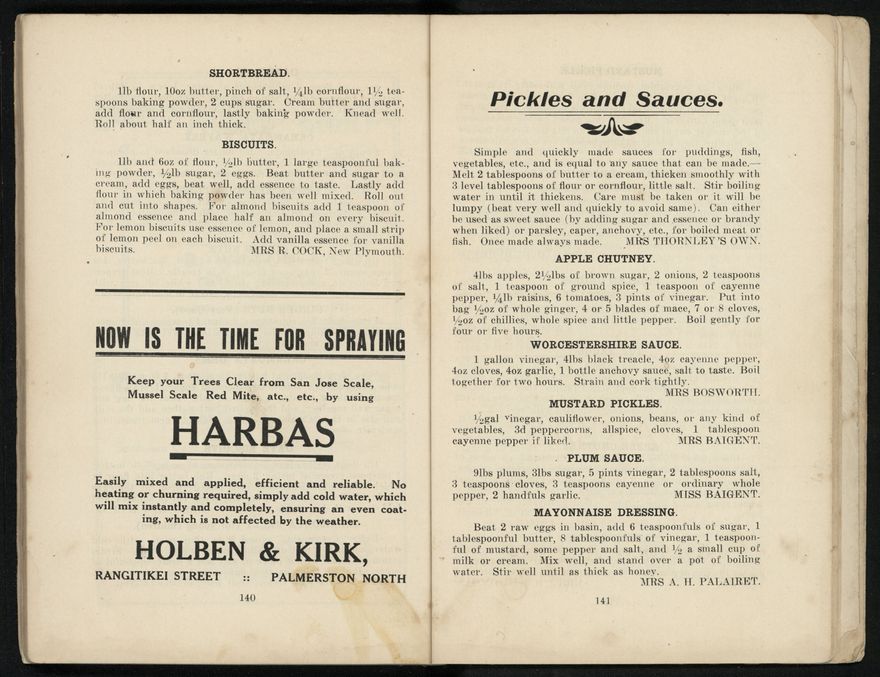 SHORTBREAD.
1lb flour, 10oz butter, pinch of salt, ¼lb cornflour, 1½ tea-
spoons baking powder, 2 cups sugar. Cream butter and sugar,
add flour and cornflour, lastly baking powder. Knead well.
Roll about half an inch thick.
BISCUITS.
1lb and 6oz of flour, ½lb butter, 1 large teaspoonful bak-
ing powder, ½lb sugar, 2 eggs. Beat butter and sugar to a
cream, add eggs, beat well, add essence to taste. Lastly add
flour in which baking powder has been well mixed. Roll out
and cut into shapes. For almond biscuits add 1 teaspoon of
almond essence and place half an almond on every biscuit.
For lemon biscuits use essence of lemon, and place a small strip
of lemon peel on each biscuit. Add vanilla essence for vanilla
biscuits. MRS R. COCK, New Plymouth.
NOW IS THE TIME FOR SPRAYING
Keep your Trees Clear from San Jose Scale,
Mussel Scale Red Mite, atc., etc., by using
HARBAS
Easily mixed and applied, efficient and reliable. No
heating or churning required, simply add cold water, which
will mix instantly and completely, ensuring an even coat-
ing, which is not affected by the weather.
HOLBEN & KIRK,
RANGITIKEI STREET :: PALMERSTON NORTH
140
Pickles and Sauces.
Simple and quickly made sauces for puddings, fish,
vegetables, etc., and is equal to any sauce that can be made.—
Melt 2 tablespoons of butter to a cream, thicken smoothly with
3 level tablespoons of flour or cornflour, little salt. Stir boiling
water in until it thickens. Care must be taken or it will be
lumpy (beat very well and quickly to avoid same). Can either
be used as sweet sauce (by adding sugar and essence or brandy
when liked) or parsley, caper, anchovy, etc., for boiled meat or
fish. Once made always made. MRS THORNLEY'S OWN.
APPLE CHUTNEY.
4lbs apples, 2½lbs of brown sugar, 2 onions, 2 teaspoons
of salt, 1 teaspoon of ground spice, 1 teaspoon of cayenne
pepper, ¼lb raisins, 6 tomatoes, 3 pints of vinegar. Put into
bag ½oz of whole ginger, 4 or 5 blades of mace, 7 or 8 cloves,
½oz of chillies, whole spice and little pepper. Boil gently for
four or five hours.
WORCESTERSHIRE SAUCE.
1 gallon vinegar, 4lbs black treacle, 4oz cayenne pepper,
4oz cloves, 4oz garlic, 1 bottle anchovy sauce, salt to taste. Boil
together for two hours. Strain and cork tightly.
MRS BOSWORTH.
MUSTARD PICKLES.
½gal vinegar, cauliflower, onions, beans, or any kind of
vegetables, 3d peppercorns, allspice, cloves, 1 tablespoon
cayenne pepper if liked. MRS BAIGENT.
PLUM SAUCE.
9lbs plums, 3lbs sugar, 5 pints vinegar, 2 tablespoons salt,
3 teaspoons cloves, 3 teaspoons cayenne or ordinary whole
pepper, 2 handfuls garlic. MISS BAIGENT.
MAYONNAISE DRESSING.
Beat 2 raw eggs in basin, add 6 teaspoonfuls of sugar, 1
tablespoonful butter, 8 tablespoonfuls of vinegar, 1 teaspoon-
ful of mustard, some pepper and salt, and ½ a small cup of
milk or cream. Mix well, and stand over a pot of boiling
water. Stir well until as thick as honey.
MRS A. H. PALAIRET.
141